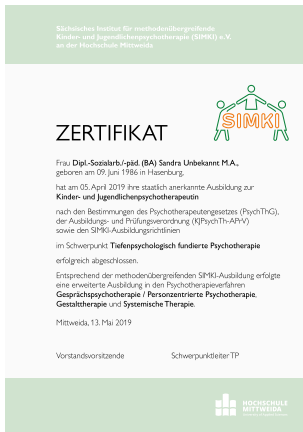 Sächsisches Institut für methodenübergreifende
Kinder- und Jugendlichenpsychotherapie (SIMKI) e.V.
an der Hochschule Mittweida
SIMKI
ZERTIFIKAT
Frau Dipl.-Sozialarb./-päd. (BA) Sandra Unbekannt M.A.,
geboren am 09. Juni 1986 in Hasenburg,
hat am 05. April 2019 ihre staatlich anerkannte Ausbildung zur
Kinder- und Jugendlichenpsychotherapeutin
nach den Bestimmungen des Psychotherapeutengesetzes (PsychThG),
der Ausbildungs- und Prüfungsverordnung (KJPsychTh-APrV)
sowie den SIMKI-Ausbildungsrichtlinien
im Schwerpunkt Tiefenpsychologisch fundierte Psychotherapie
erfolgreich abgeschlossen.
Entsprechend der methodenübergreifenden SIMKI-Ausbildung erfolgte
eine erweiterte Ausbildung in den Psychotherapieverfahren
Gesprächspsychotherapie / Personzentrierte Psychotherapie,
Gestalttherapie und Systemische Therapie.
Mittweida, 13. Mai 2019
Vorstandsvorsitzende Schwerpunktleiter TP
HOCHSCHULE
MITTWEIDA